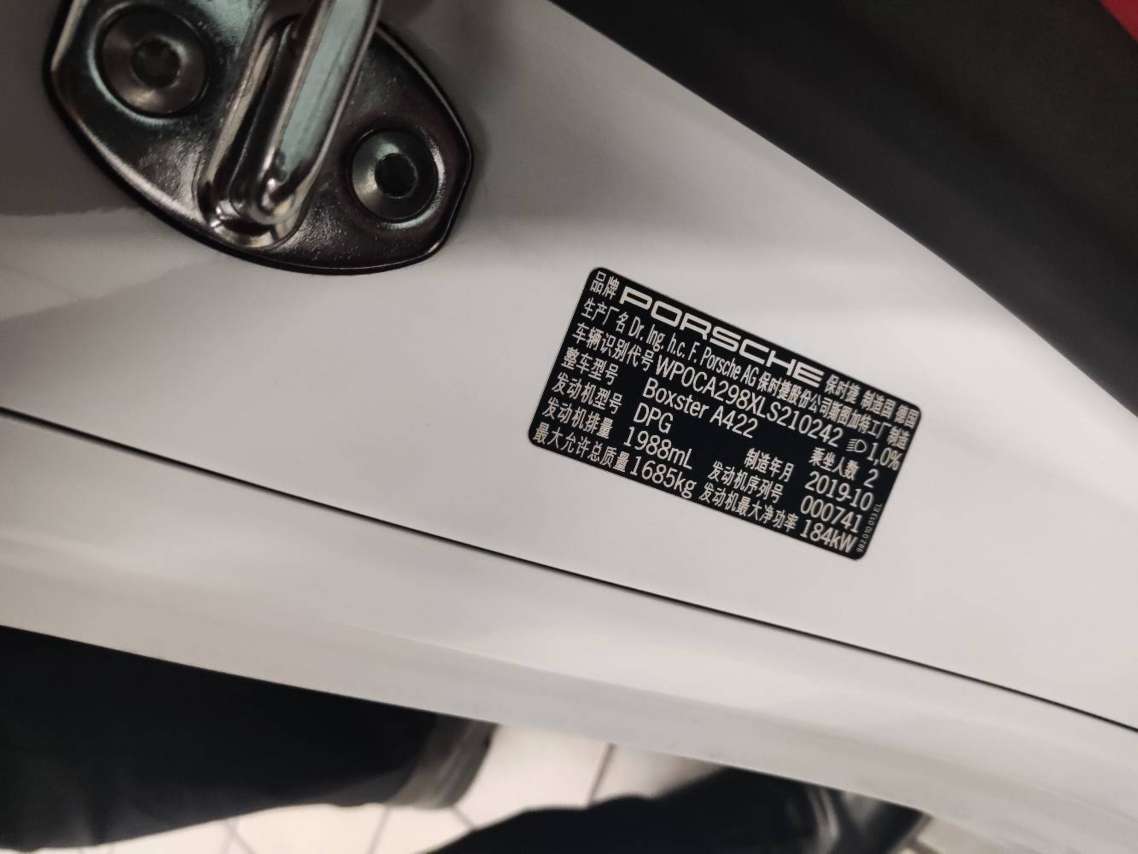 品牌 PORSCHE 保时捷 制造国 德国
生产厂名 Dr. Ing. h.c. F. Porsche AG 保时捷股份公司斯图加特工厂制造
车辆识别代号 WP0CA298XLS210242 1,0%
整车型号 Boxster A422 乘坐人数 2
发动机型号 DPG 制造年月 2019-10
发动机排量 1988mL 发动机序列号 000741
最大允许总质量 1685kg 发动机最大净功率 184kW
982 010 013 EL